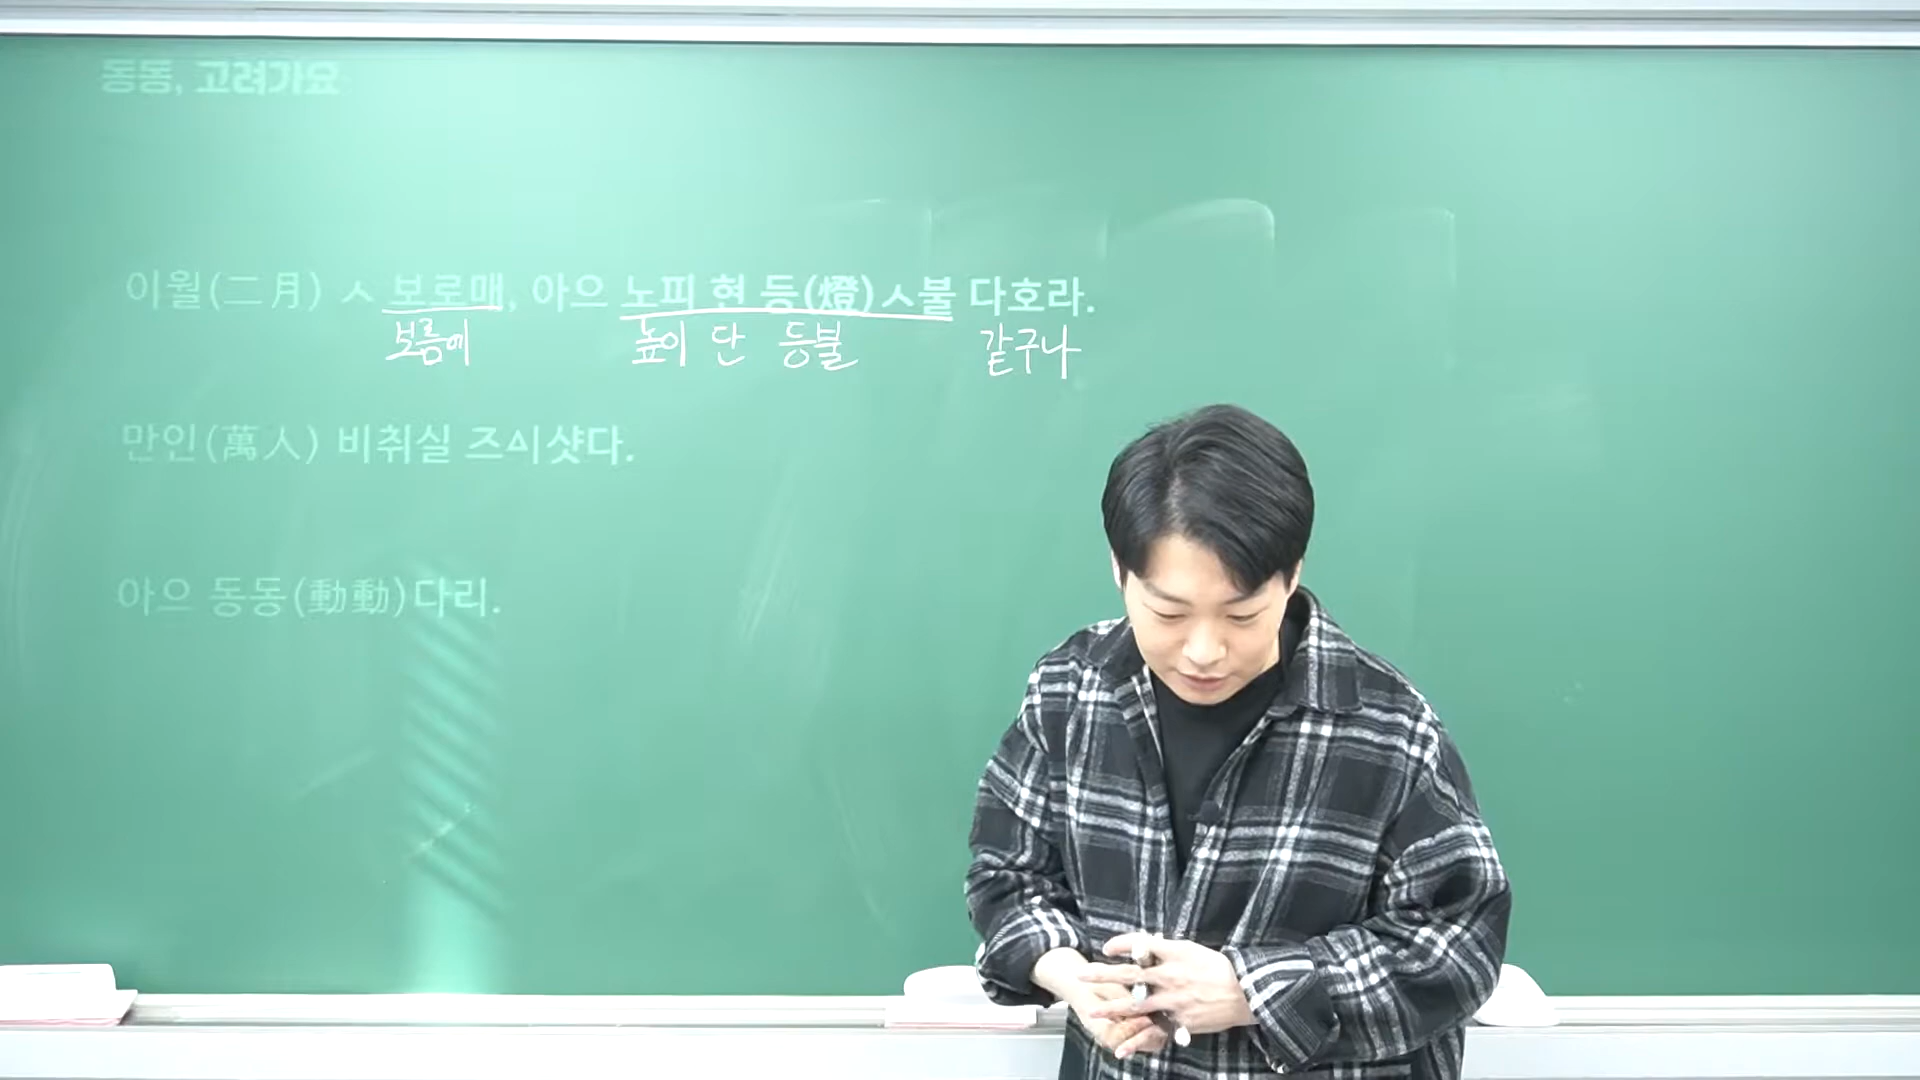 동동, 고려가요
이월(二月) ㅅ 보로매, 아으 노피 현 등(燈)ㅅ불 다호라.
보름에 높이 단 등불 같구나
만인(萬人) 비취실 즈ᅀᅵ샷다.
아으 동동(動動)다리.